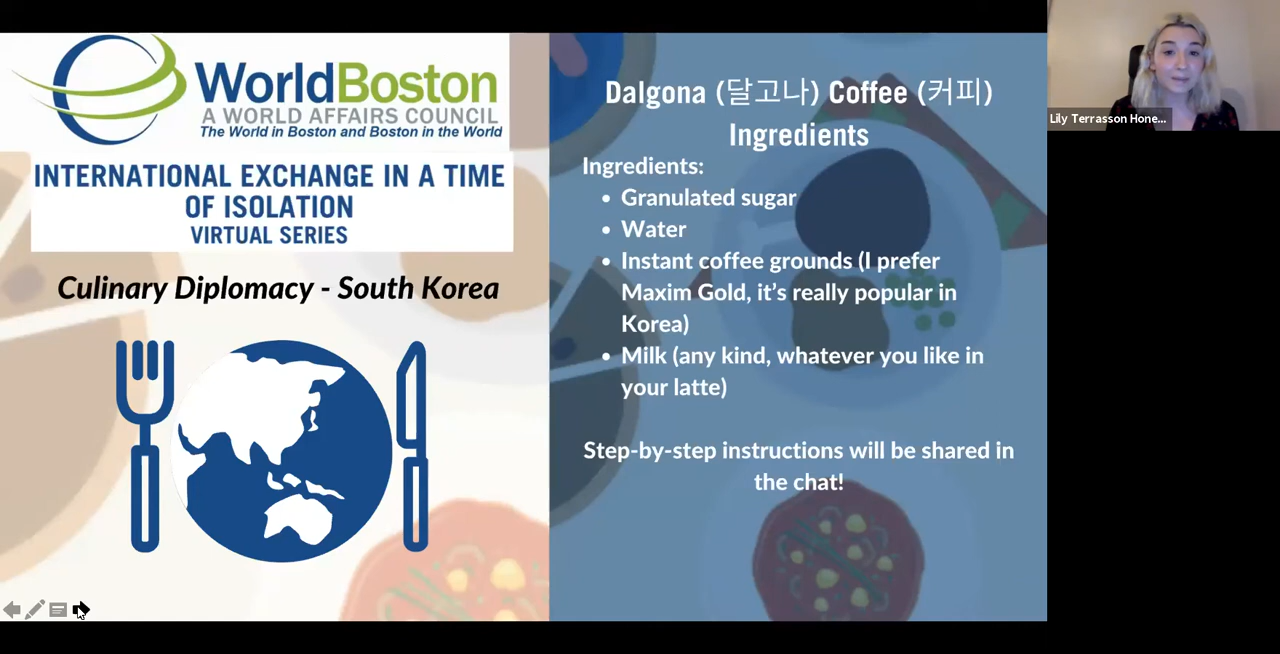 WorldBoston
A WORLD AFFAIRS COUNCIL
The World in Boston and Boston in the World
INTERNATIONAL EXCHANGE IN A TIME
OF ISOLATION
VIRTUAL SERIES
Culinary Diplomacy - South Korea
Dalgona (달고나) Coffee (커피)
Ingredients
Ingredients:
• Granulated sugar
• Water
• Instant coffee grounds (I prefer
Maxim Gold, it's really popular in
Korea)
• Milk (any kind, whatever you like in
your latte)
Step-by-step instructions will be shared in
the chat!
Lily Terrasson Hone...